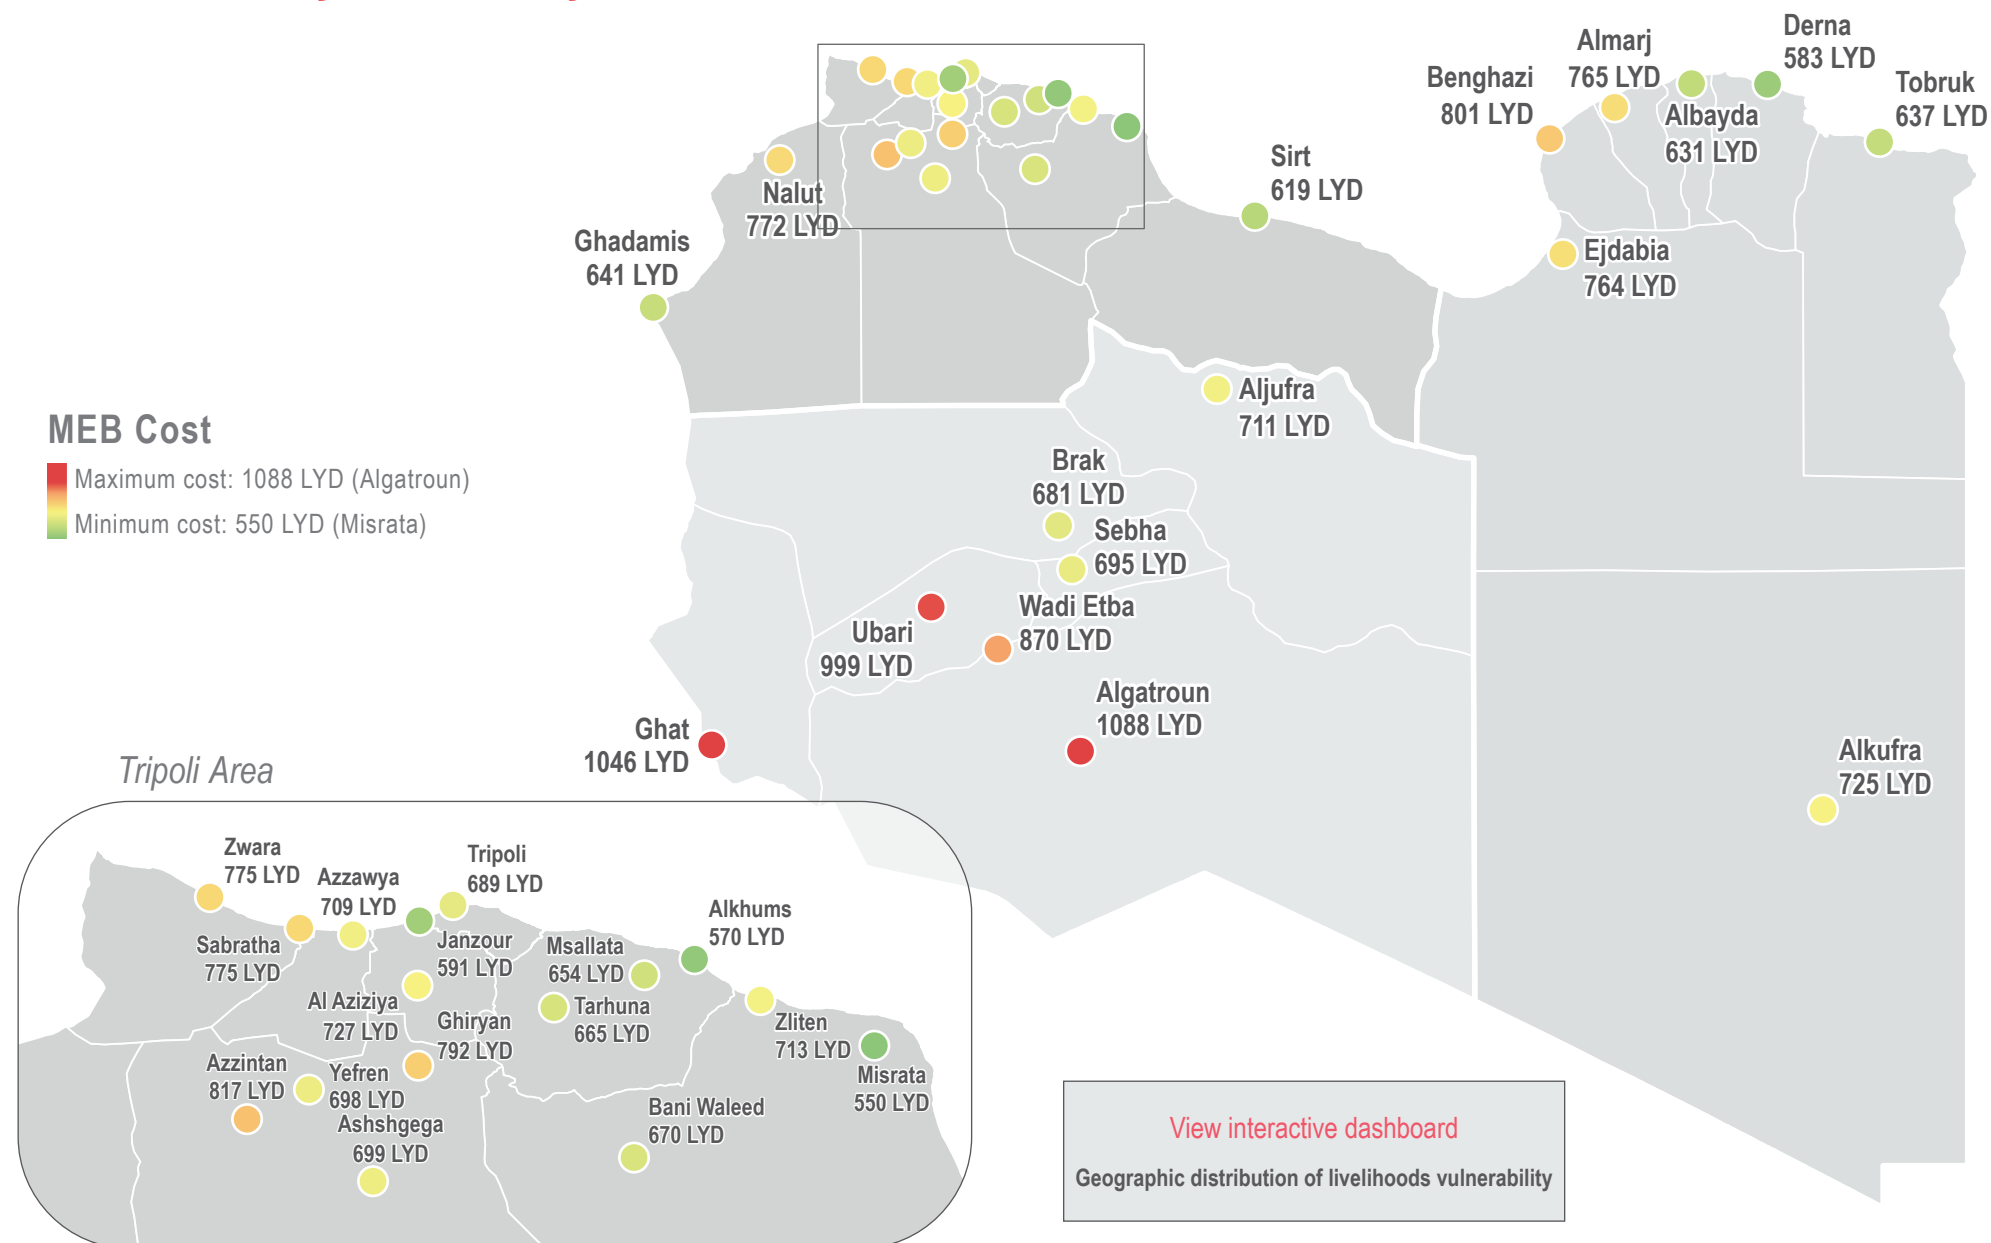 Almarj
765 LYD
Derna
583 LYD
Benghazi
801 LYD
Albayda
631 LYD
Tobruk
637 LYD
Sirt
619 LYD
Nalut
772 LYD
Ghadamis
641 LYD
Ejdabia
764 LYD
Aljufra
711 LYD
MEB Cost
Maximum cost: 1088 LYD (Algatroun)
Minimum cost: 550 LYD (Misrata)
Brak
681 LYD
Sebha
695 LYD
Wadi Etba
870 LYD
Ubari
999 LYD
Algatroun
1088 LYD
Ghat
1046 LYD
Alkufra
725 LYD
Tripoli Area
Zwara
775 LYD
Azzawya
709 LYD
Tripoli
689 LYD
Alkhums
570 LYD
Sabratha
775 LYD
Janzour
591 LYD
Msallata
654 LYD
Al Aziziya
727 LYD
Ghiryan
792 LYD
Tarhuna
665 LYD
Zliten
713 LYD
Azzintan
817 LYD
Yefren
698 LYD
Misrata
550 LYD
Ashshgega
699 LYD
Bani Waleed
670 LYD
View interactive dashboard
Geographic distribution of livelihoods vulnerability